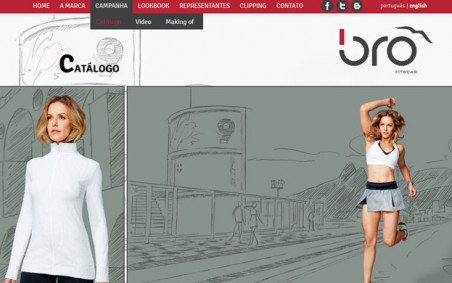 HOME A MARCA CAMPANHA LOOKBOOK REPRESENTANTES CLIPPING CONTATO português | english
Catálogo Vídeo Making of
CATÁLOGO
bro
FITWEAR